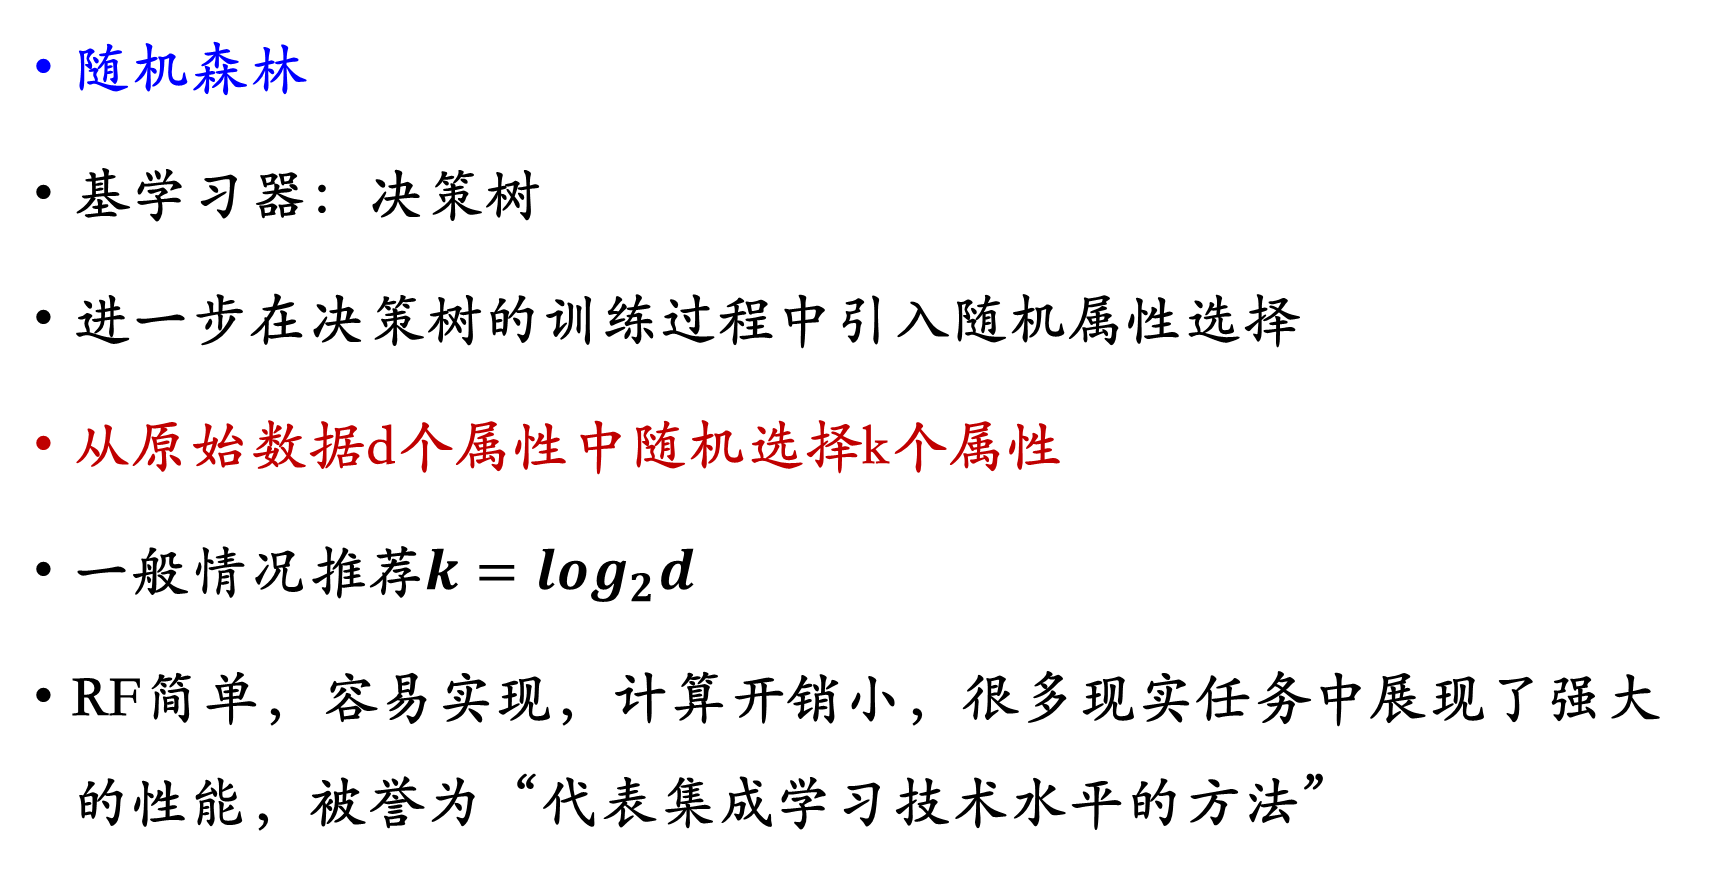 • 随机森林
• 基学习器：决策树
• 进一步在决策树的训练过程中引入随机属性选择
• 从原始数据d个属性中随机选择k个属性
• 一般情况推荐k = log₂d
• RF简单，容易实现，计算开销小，很多现实任务中展现了强大
的性能，被誉为“代表集成学习技术水平的方法”